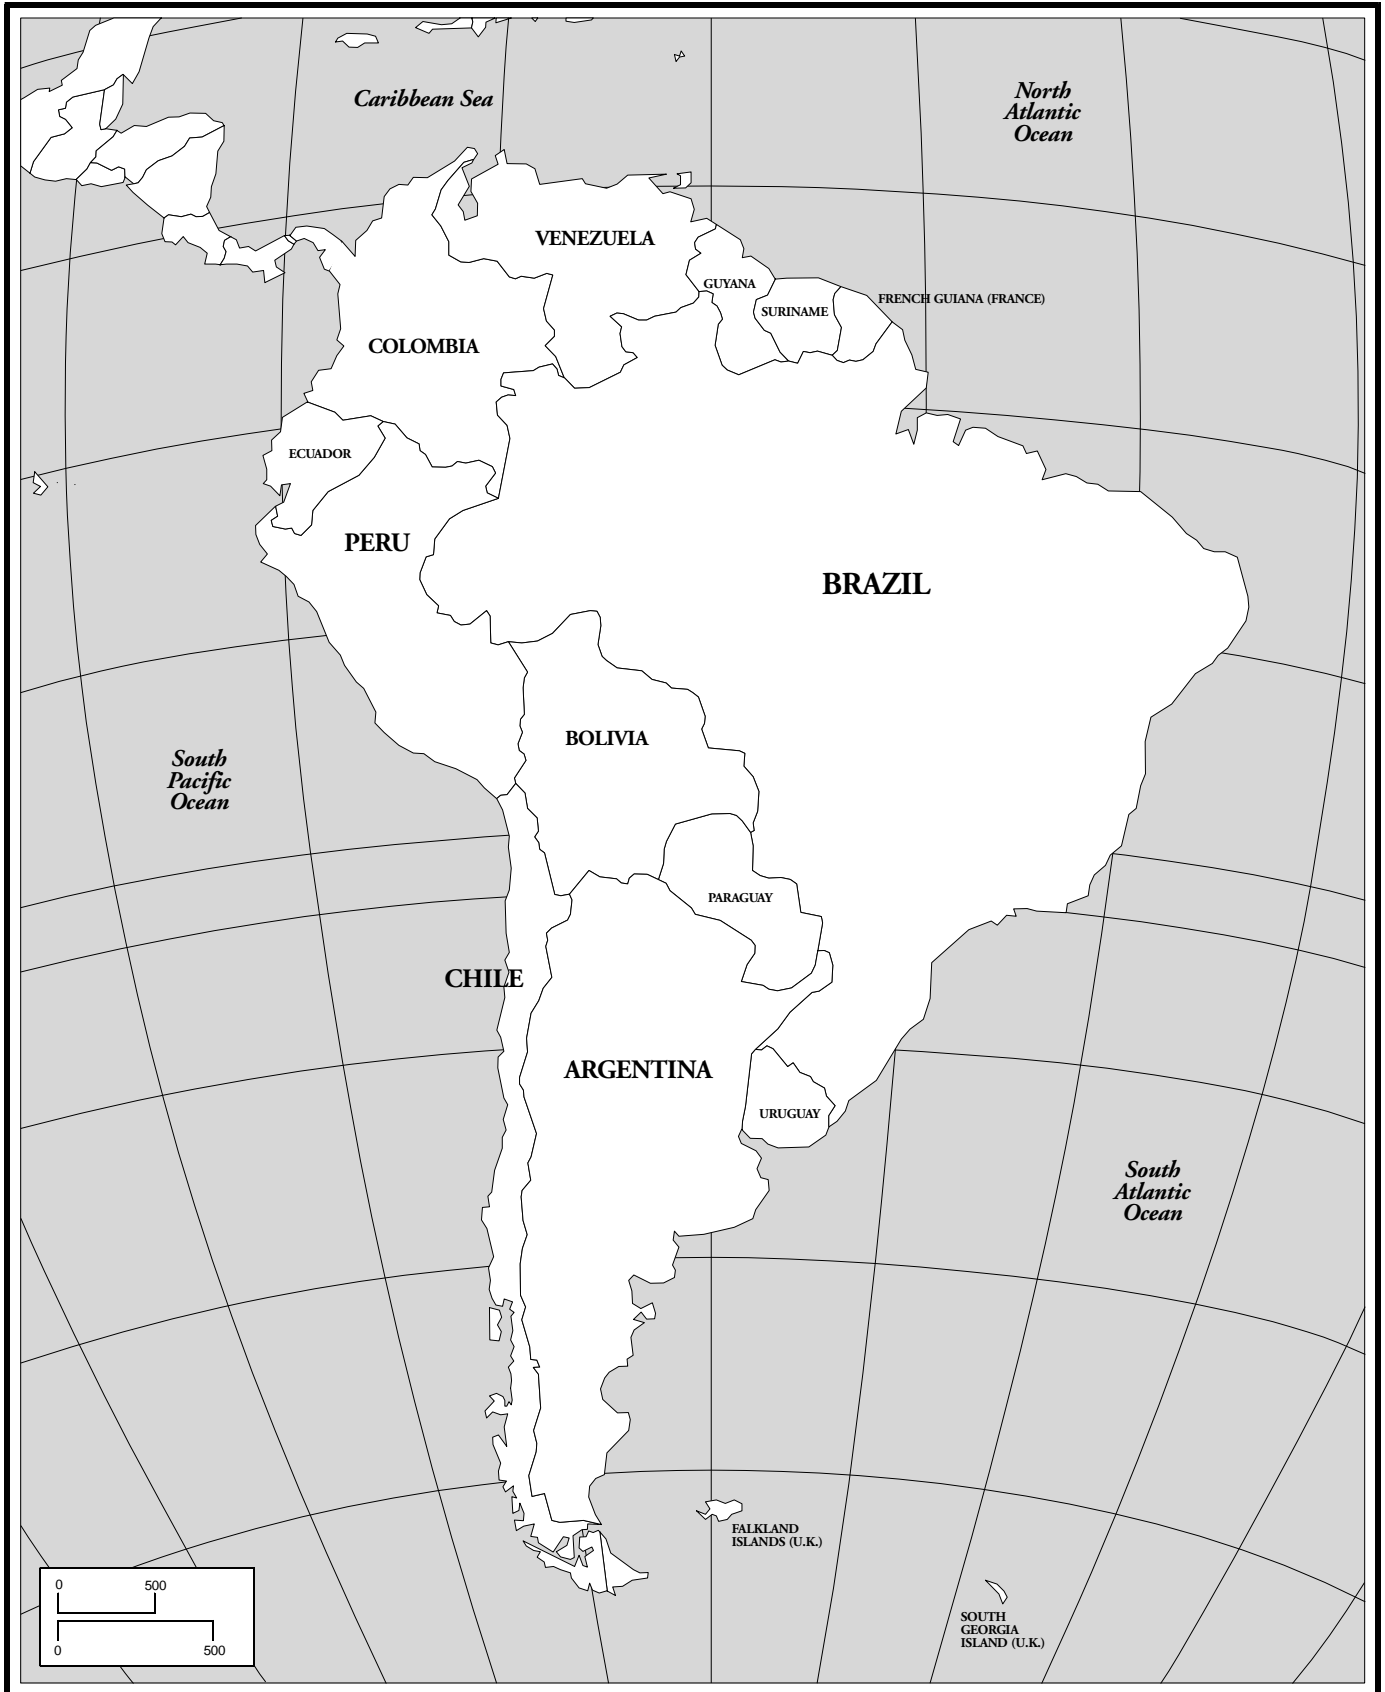 Caribbean Sea
North
Atlantic
Ocean
VENEZUELA
GUYANA
SURINAME
FRENCH GUIANA (FRANCE)
COLOMBIA
ECUADOR
PERU
BRAZIL
BOLIVIA
South
Pacific
Ocean
PARAGUAY
CHILE
ARGENTINA
URUGUAY
South
Atlantic
Ocean
FALKLAND
ISLANDS (U.K.)
SOUTH
GEORGIA
ISLAND (U.K.)
0 500
0 500